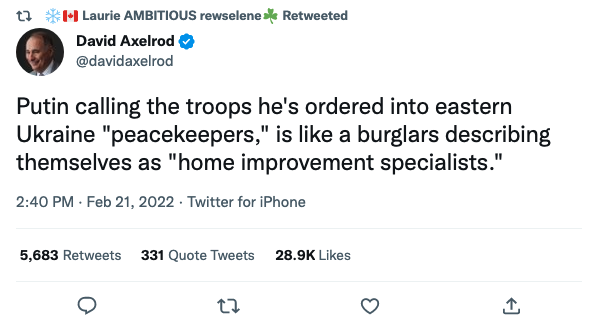 Laurie AMBITIOUS rewselene☘️ Retweeted
David Axelrod
@davidaxelrod
Putin calling the troops he's ordered into eastern
Ukraine "peacekeepers," is like a burglars describing
themselves as "home improvement specialists."
2:40 PM · Feb 21, 2022 · Twitter for iPhone
5,683 Retweets 331 Quote Tweets 28.9K Likes